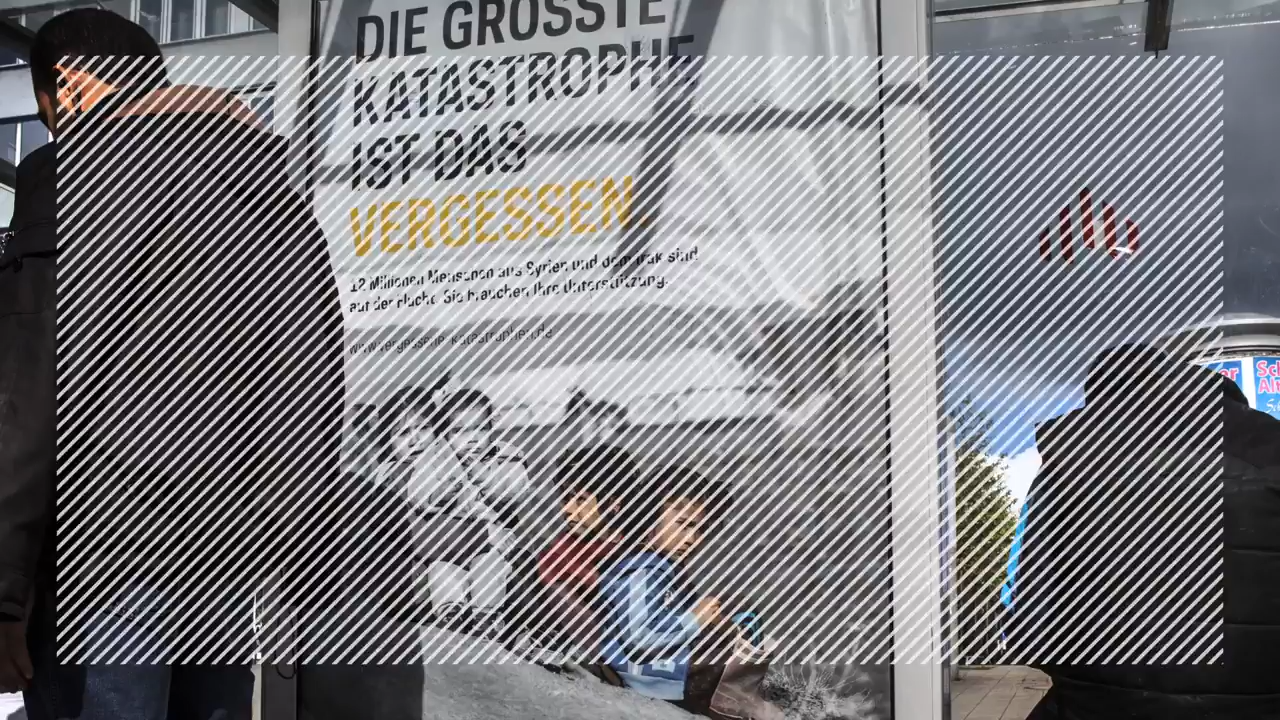 DIE GRÖSSTE
KATASTROPHE
IST DAS
VERGESSEN.
12 Millionen Menschen aus Syrien und dem Irak sind
auf der Flucht. Sie brauchen Ihre Unterstützung.
www.vergessene-katastrophen.de